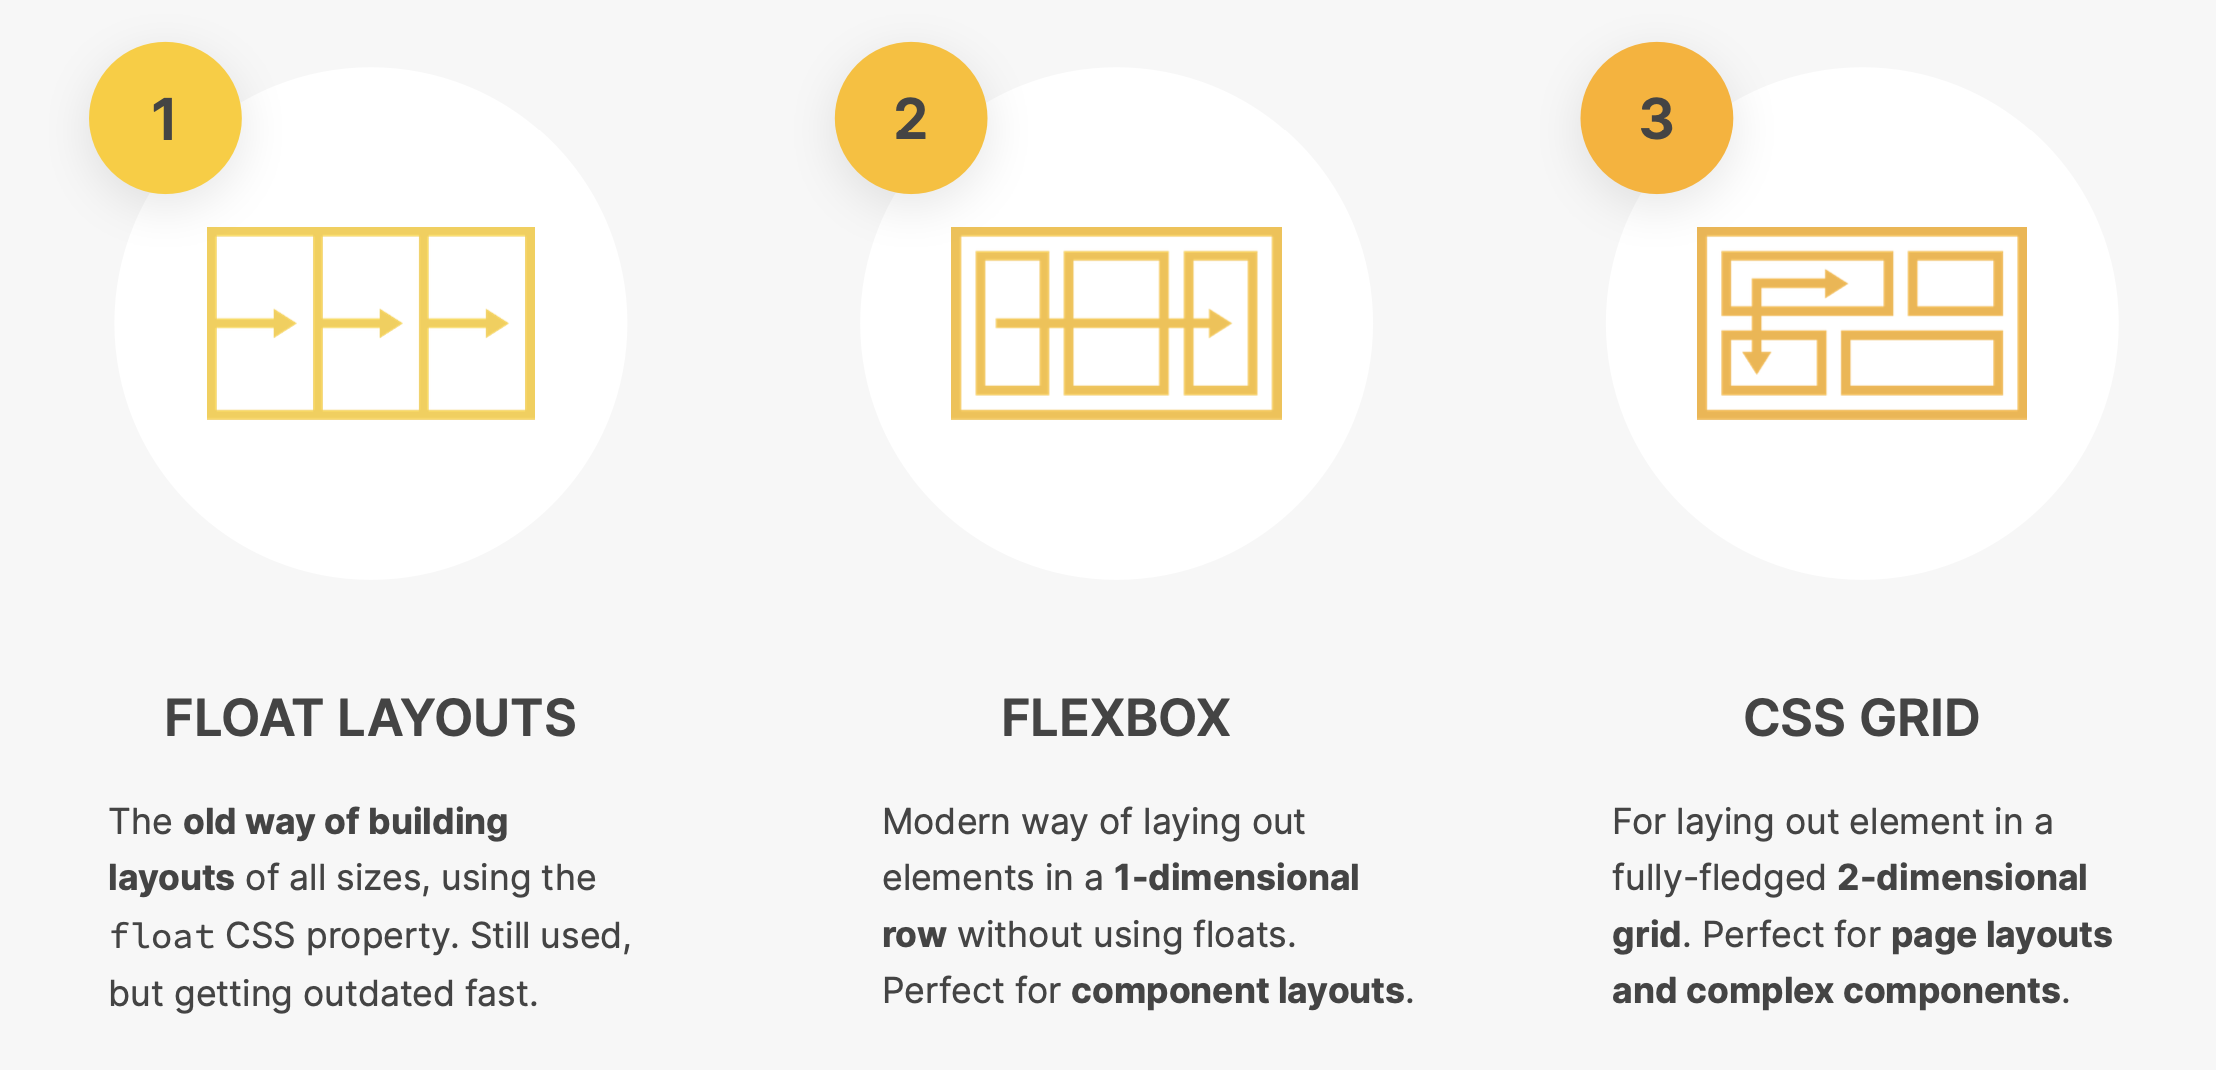 1
FLOAT LAYOUTS
The old way of building
layouts of all sizes, using the
float CSS property. Still used,
but getting outdated fast.
2
FLEXBOX
Modern way of laying out
elements in a 1-dimensional
row without using floats.
Perfect for component layouts.
3
CSS GRID
For laying out element in a
fully-fledged 2-dimensional
grid. Perfect for page layouts
and complex components.